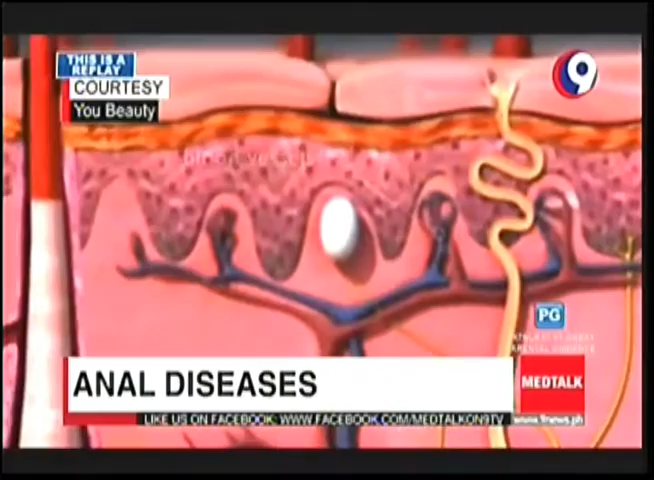 THIS IS A
REPLAY
COURTESY
You Beauty
9
PG
ANAL DISEASES
MEDTALK
LIKE US ON FACEBOOK: WWW.FACEBOOK.COM/MEDTALKON9TV
www.9news.ph